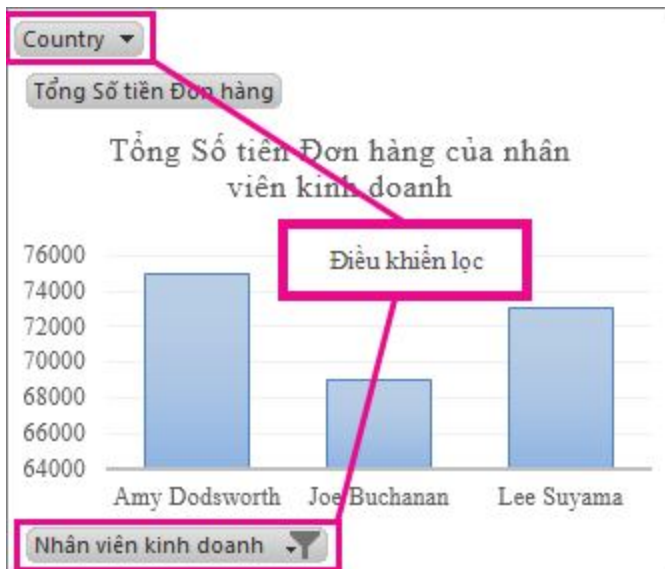 Country
Tổng Số tiền Đơn hàng
Tổng Số tiền Đơn hàng của nhân
viên kinh doanh
Điều khiển lọc
76000
74000
72000
70000
68000
66000
64000
Amy Dodsworth Joe Buchanan Lee Suyama
Nhân viên kinh doanh